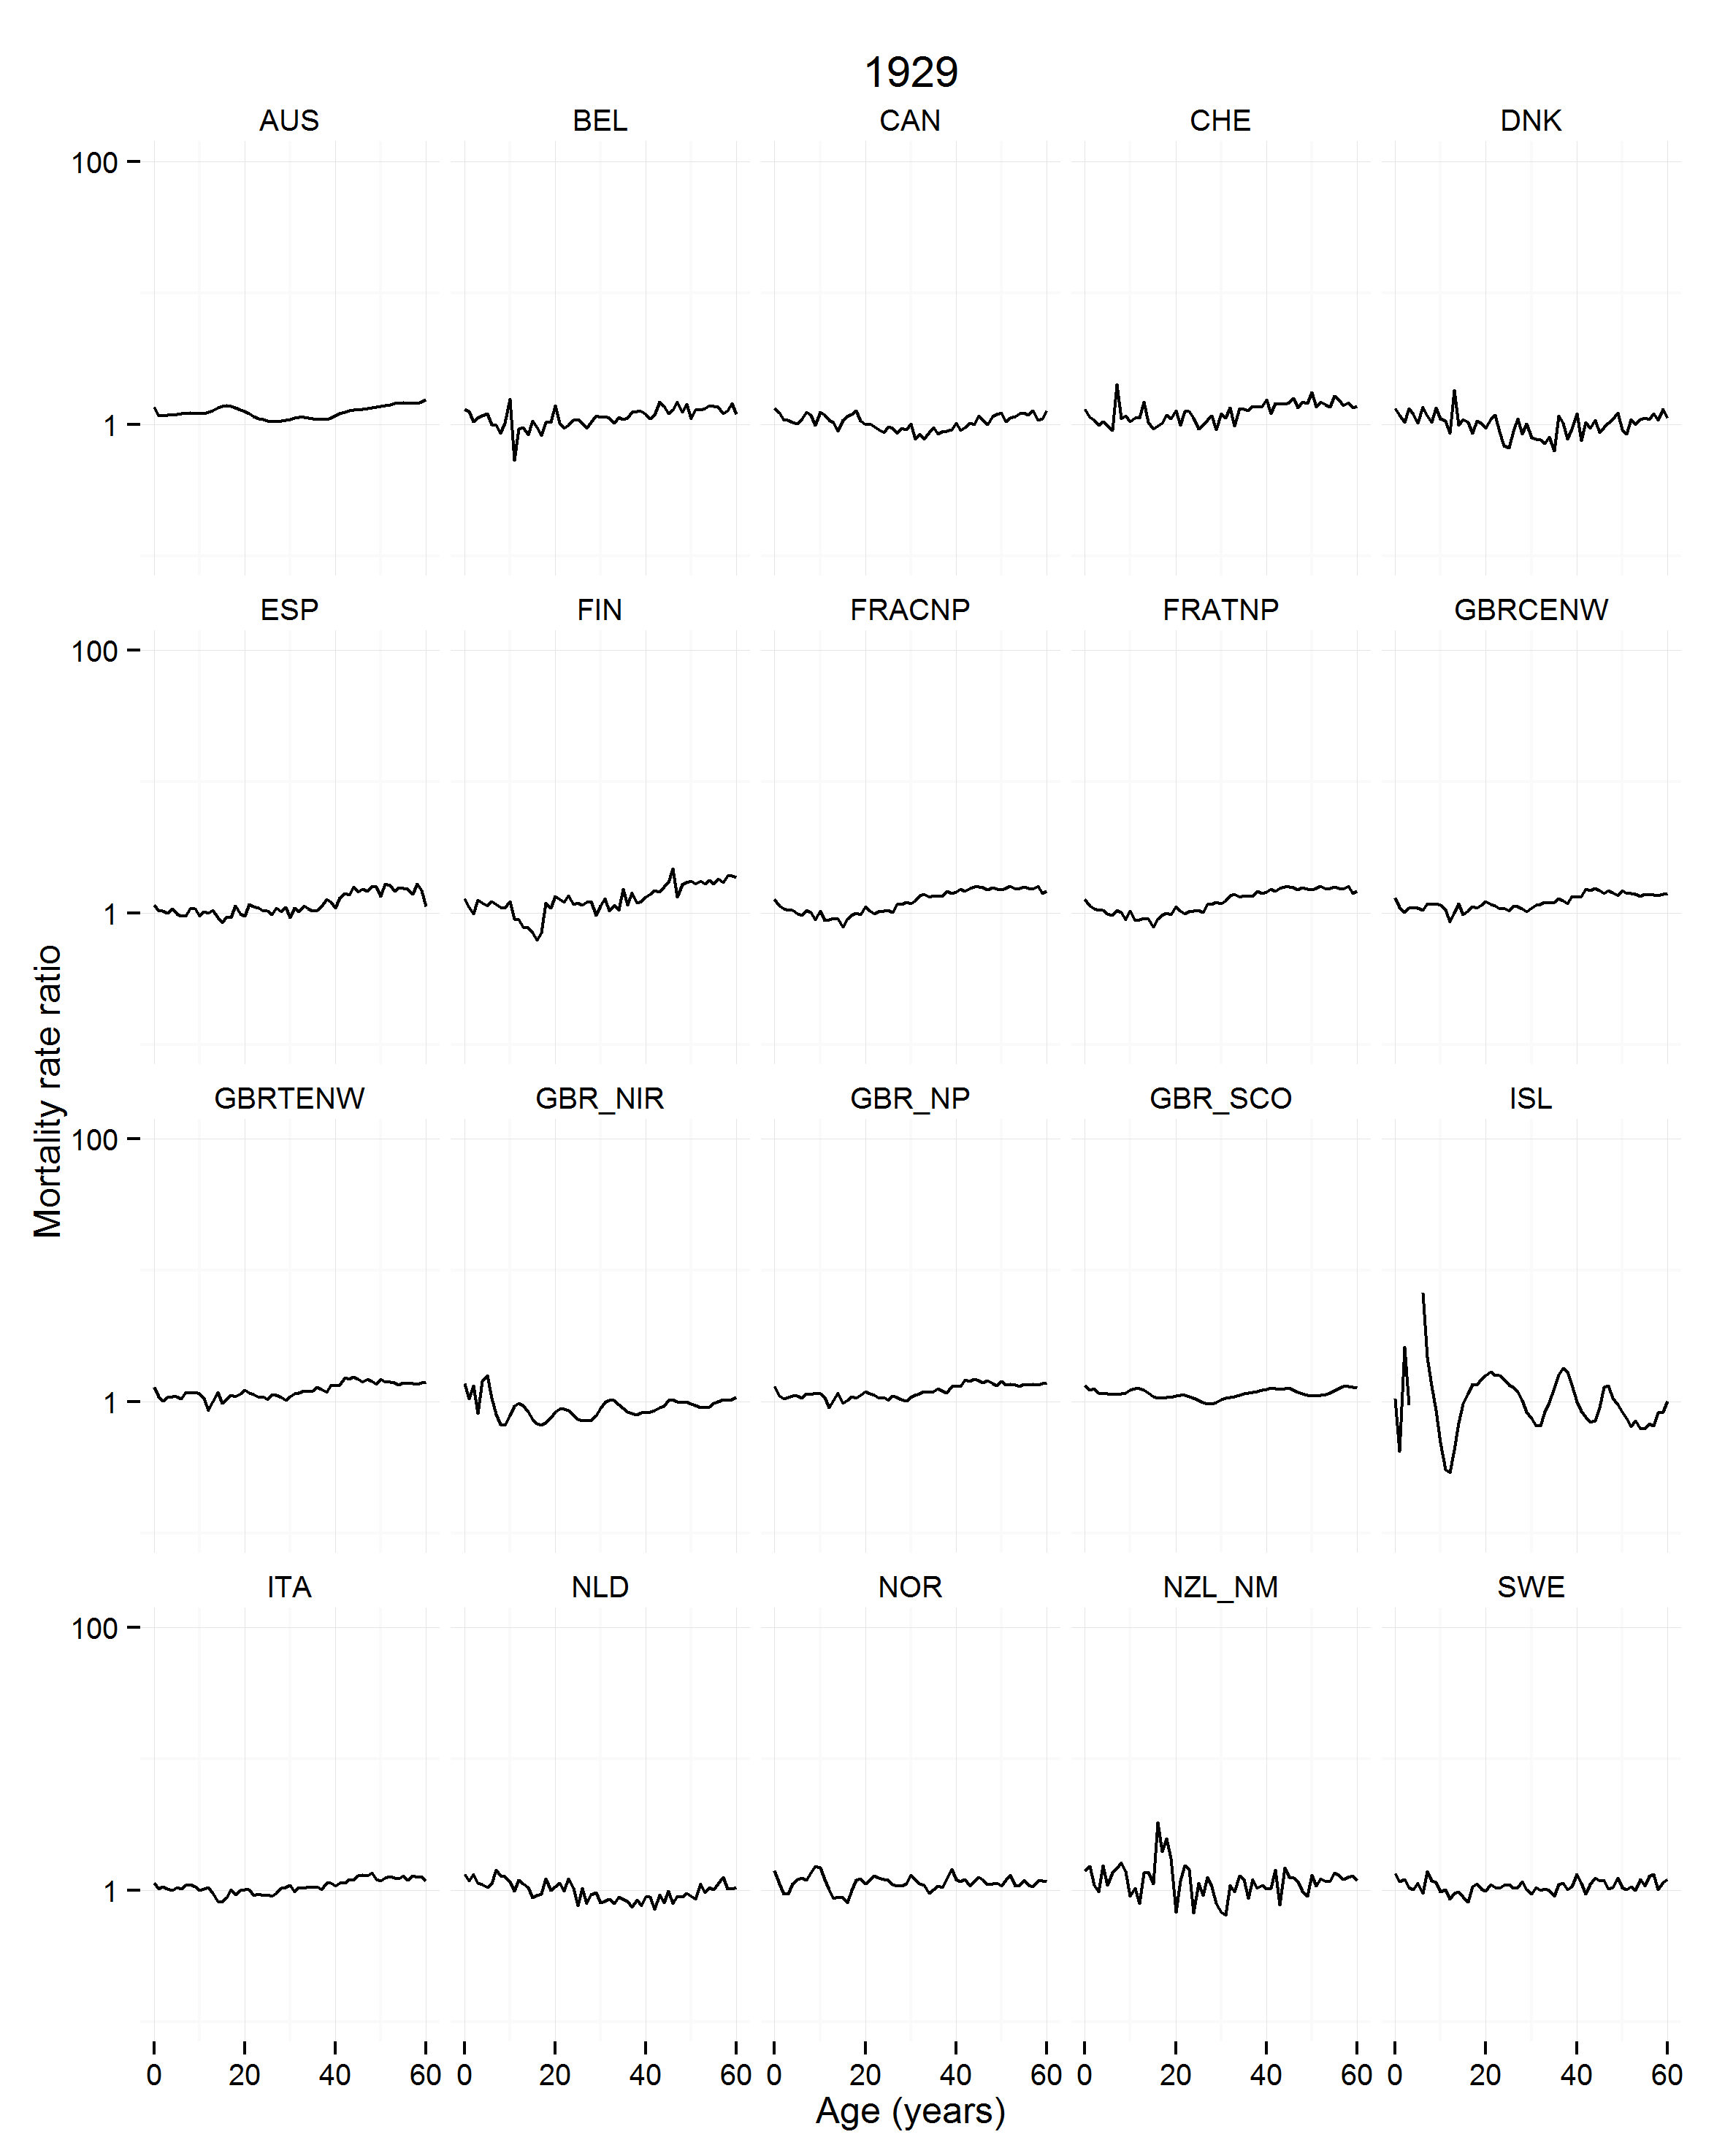 1929
AUS BEL CAN CHE DNK
100
1
ESP FIN FRACNP FRATNP GBRCENW
100
1
Mortality rate ratio
GBRTENW GBR_NIR GBR_NP GBR_SCO ISL
100
1
ITA NLD NOR NZL_NM SWE
100
1
0 20 40 60 0 20 40 60 0 20 40 60 0 20 40 60 0 20 40 60
Age (years)